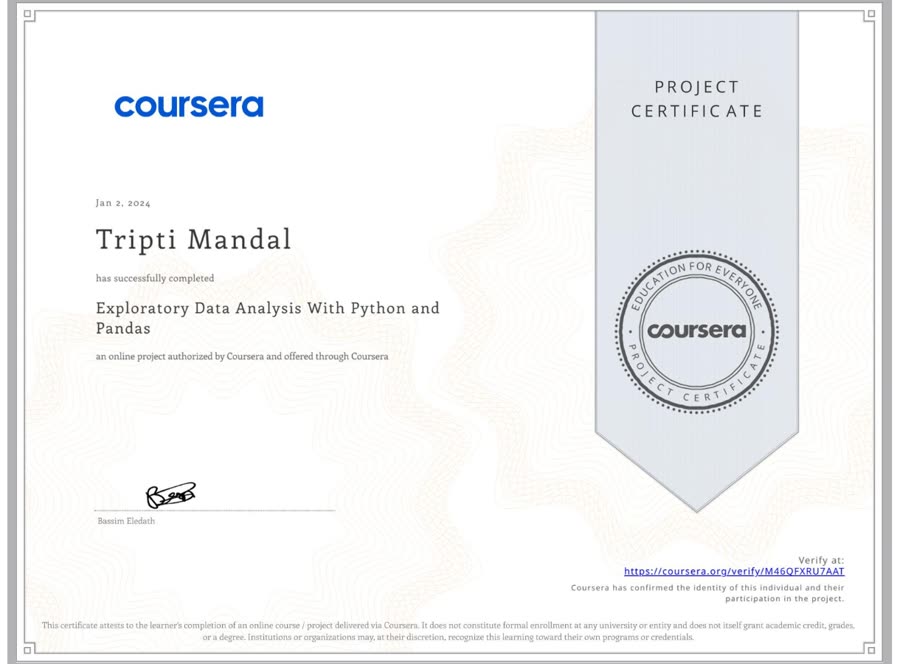 coursera
PROJECT
CERTIFICATE
Jan 2, 2024
Tripti Mandal
has successfully completed
Exploratory Data Analysis With Python and
Pandas
an online project authorized by Coursera and offered through Coursera
EDUCATION FOR EVERYONE
coursera
PROJECT CERTIFICATE
Bassim Eledath
Verify at:
https://coursera.org/verify/M46QFXRU7AAT
Coursera has confirmed the identity of this individual and their
participation in the project.
This certificate attests to the learner's completion of an online course / project delivered via Coursera. It does not constitute formal enrollment at any university or entity and does not itself grant academic credit, grades,
or a degree. Institutions or organizations may, at their discretion, recognize this learning toward their own programs or credentials.